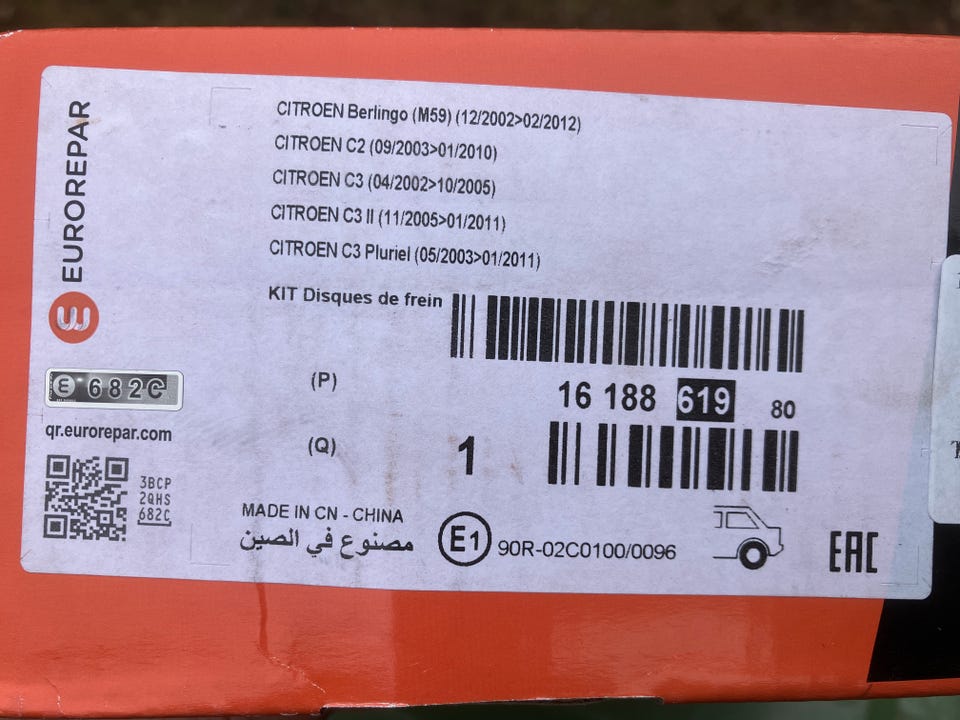 EUROREPAR
CITROEN Berlingo (M59) (12/2002>02/2012)
CITROEN C2 (09/2003>01/2010)
CITROEN C3 (04/2002>10/2005)
CITROEN C3 II (11/2005>01/2011)
CITROEN C3 Pluriel (05/2003>01/2011)
KIT Disques de frein
682C
(P)
16 188 619 80
qr.eurorepar.com
(Q)
1
3BCP
2QHS
682C
MADE IN CN - CHINA
مصنوع في الصين
E1
90R-02C0100/0096
EAC